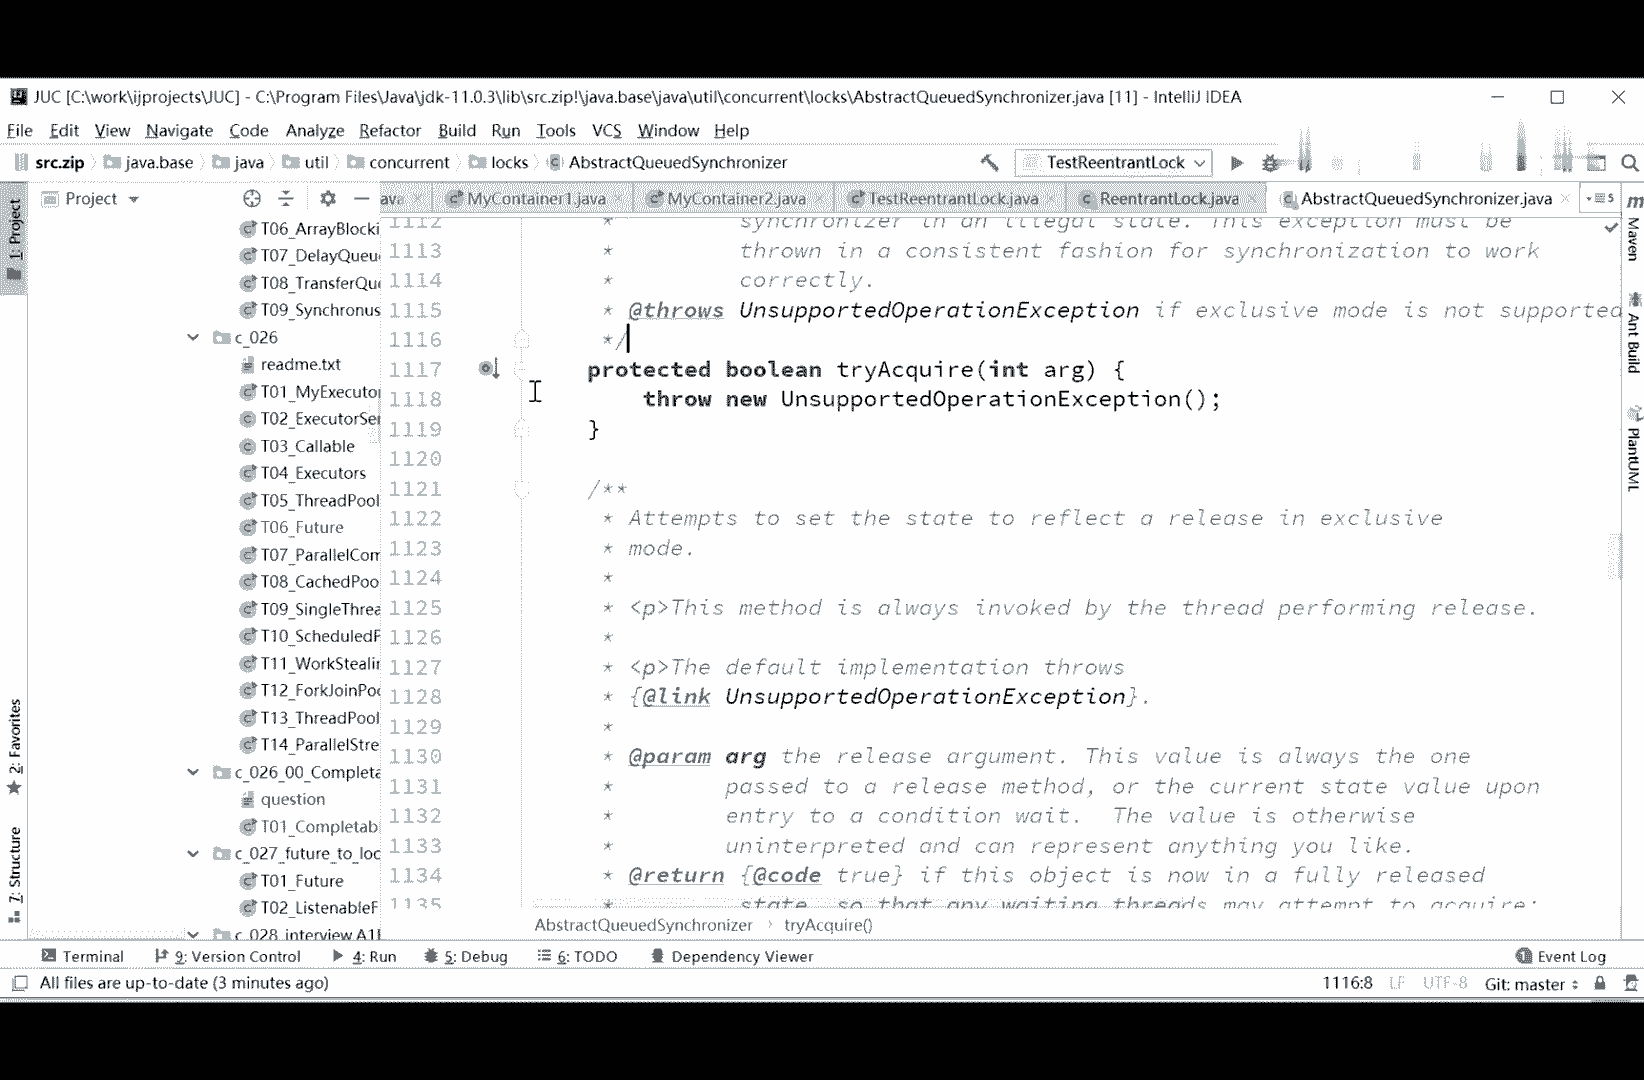 JUC [C:\work\ijprojects\JUC] - C:\Program Files\Java\jdk-11.0.3\lib\src.zip!\java.base\java\util\concurrent\locks\AbstractQueuedSynchronizer.java [11] - IntelliJ IDEA
File Edit View Navigate Code Analyze Refactor Build Run Tools VCS Window Help
src.zip java.base java util concurrent locks AbstractQueuedSynchronizer TestReentrantLock
Project ava MyContainer1.java MyContainer2.java TestReentrantLock.java ReentrantLock.java AbstractQueuedSynchronizer.java 5
1: Project
2: Favorites
7: Structure
T06_ArrayBlocki
T07_DelayQueu
T08_TransferQu
T09_Synchronus
c_026
readme.txt
T01_MyExecuto
T02_ExecutorSer
T03_Callable
T04_Executors
T05_ThreadPool
T06_Future
T07_ParallelCom
T08_CachedPoo
T09_SingleThrea
T10_ScheduledP
T11_WorkStealin
T12_ForkJoinPoo
T13_ThreadPool
T14_ParallelStre
c_026_00_Completa
question
T01_Completab
c_027_future_to_loc
T01_Future
T02_ListenableF
c_028_interview A1B
1112 * synchronizer in an illegal state. This exception must be
1113 * thrown in a consistent fashion for synchronization to work
1114 * correctly.
1115 * @throws UnsupportedOperationException if exclusive mode is not supported
1116 */
1117 protected boolean tryAcquire(int arg) {
1118 throw new UnsupportedOperationException();
1119 }
1120
1121 /**
1122 * Attempts to set the state to reflect a release in exclusive
1123 * mode.
1124 *
1125 * <p>This method is always invoked by the thread performing release.
1126 *
1127 * <p>The default implementation throws
1128 * {@link UnsupportedOperationException}.
1129 *
1130 * @param arg the release argument. This value is always the one
1131 * passed to a release method, or the current state value upon
1132 * entry to a condition wait.  The value is otherwise
1133 * uninterpreted and can represent anything you like.
1134 * @return {@code true} if this object is now in a fully released
1135 * state, so that any waiting threads may attempt to acquire;
Maven
Ant Build
PlantUML
AbstractQueuedSynchronizer tryAcquire()
Terminal 9: Version Control 4: Run 5: Debug 6: TODO Dependency Viewer 1 Event Log
All files are up-to-date (3 minutes ago) 1116:8 LF UTF-8 Git: master